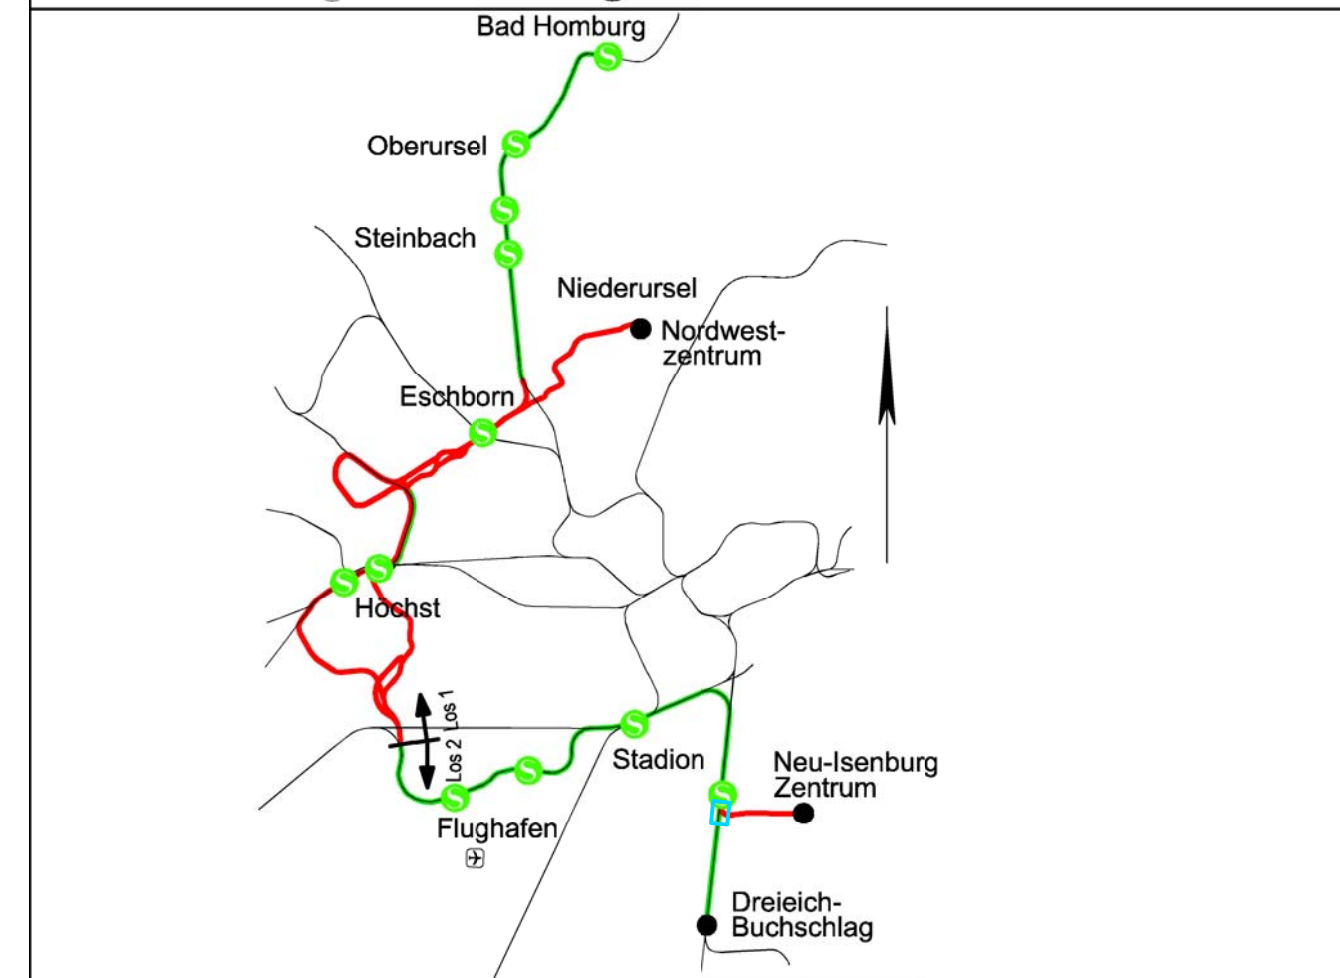 Bad Homburg
S
Oberursel
S
S
Steinbach
S
Niederursel
Nordwest-
zentrum
Eschborn
S
S
S
Höchst
Los 1
Los 2
S
Stadion
S
S
Flughafen
Neu-Isenburg
Zentrum
S
Dreieich-
Buchschlag